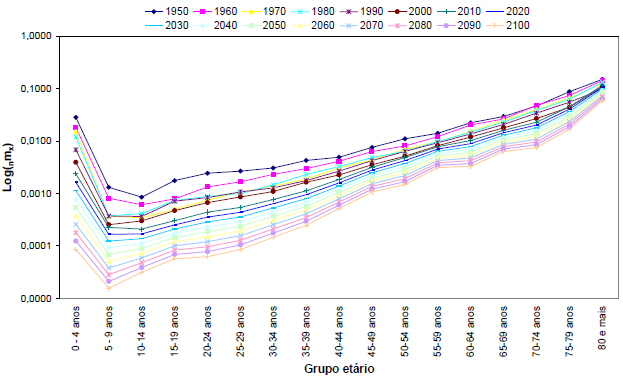 1950 1960 1970 1980 1990 2000 2010 2020
2030 2040 2050 2060 2070 2080 2090 2100
Log(nmx)
1,0000
0,1000
0,0100
0,0010
0,0001
0,0000
0 - 4 anos
5 - 9 anos
10-14 anos
15-19 anos
20-24 anos
25-29 anos
30-34 anos
35-39 anos
40-44 anos
45-49 anos
50-54 anos
55-59 anos
60-64 anos
65-69 anos
70-74 anos
75-79 anos
80 e mais
Grupo etário